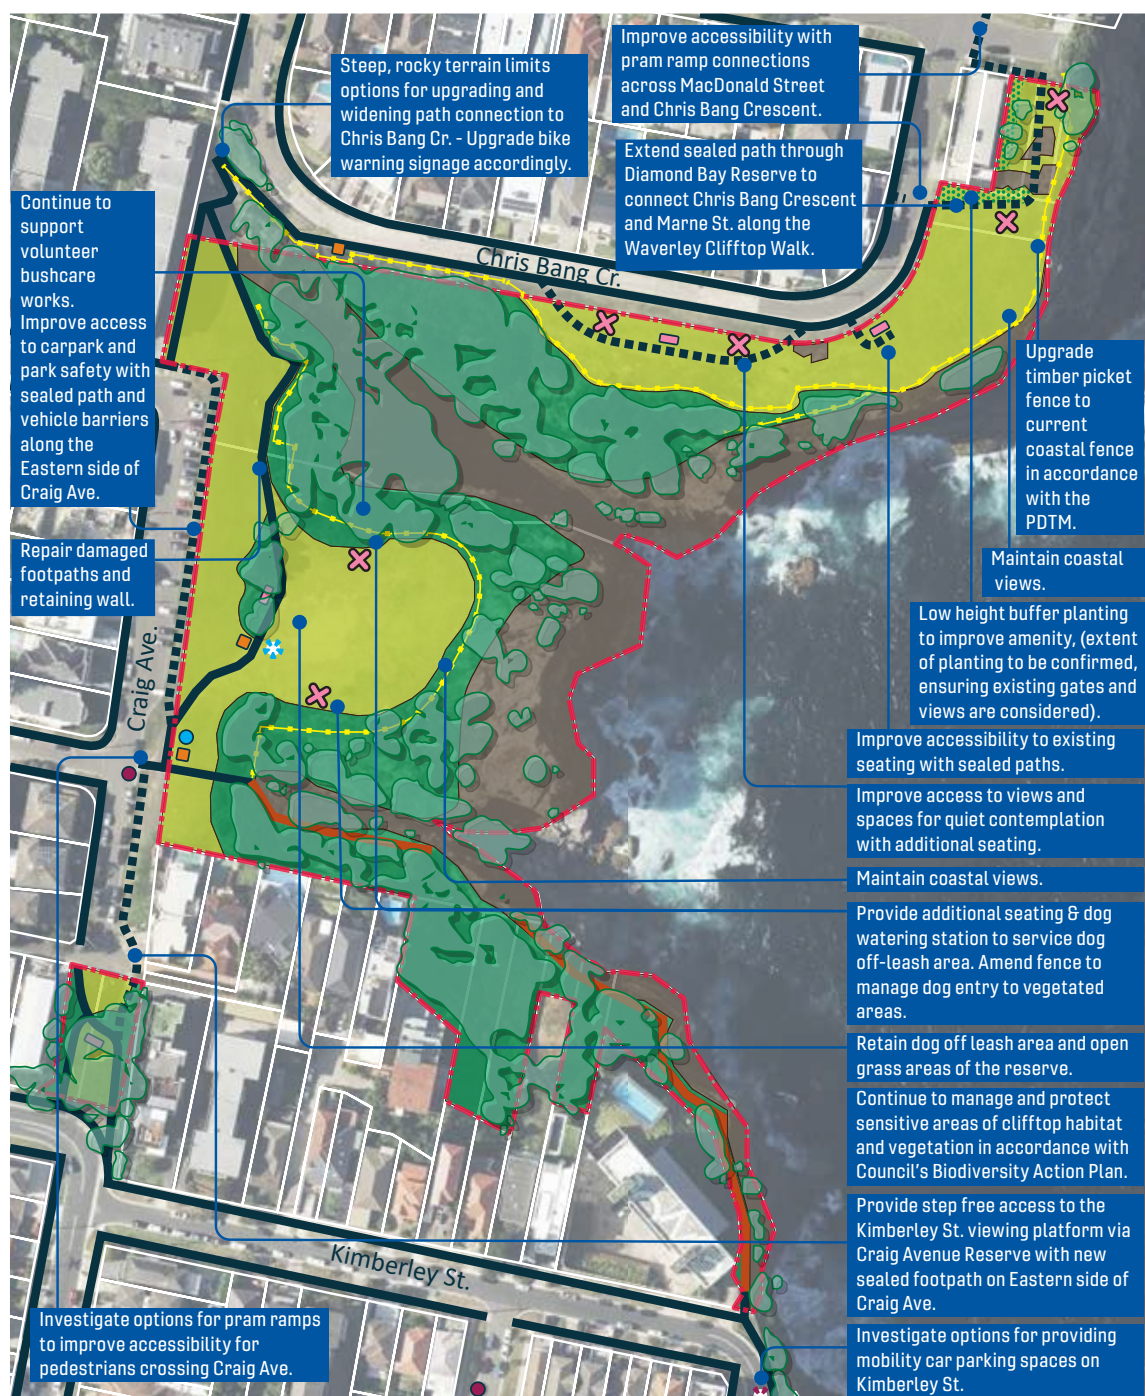 Steep, rocky terrain limits
options for upgrading and
widening path connection to
Chris Bang Cr. - Upgrade bike
warning signage accordingly.
Improve accessibility with
pram ramp connections
across MacDonald Street
and Chris Bang Crescent.
Extend sealed path through
Diamond Bay Reserve to
connect Chris Bang Crescent
and Marne St. along the
Waverley Clifftop Walk.
Continue to
support
volunteer
bushcare
works.
Improve access
to carpark and
park safety with
sealed path and
vehicle barriers
along the
Eastern side of
Craig Ave.
Repair damaged
footpaths and
retaining wall.
Chris Bang Cr.
Craig Ave.
Upgrade
timber picket
fence to
current
coastal fence
in accordance
with the
PDTM.
Maintain coastal
views.
Low height buffer planting
to improve amenity, (extent
of planting to be confirmed,
ensuring existing gates and
views are considered).
Improve accessibility to existing
seating with sealed paths.
Improve access to views and
spaces for quiet contemplation
with additional seating.
Maintain coastal views.
Provide additional seating & dog
watering station to service dog
off-leash area. Amend fence to
manage dog entry to vegetated
areas.
Retain dog off leash area and open
grass areas of the reserve.
Continue to manage and protect
sensitive areas of clifftop habitat
and vegetation in accordance with
Council's Biodiversity Action Plan.
Provide step free access to the
Kimberley St. viewing platform via
Craig Avenue Reserve with new
sealed footpath on Eastern side of
Craig Ave.
Kimberley St.
Investigate options for pram ramps
to improve accessibility for
pedestrians crossing Craig Ave.
Investigate options for providing
mobility car parking spaces on
Kimberley St.